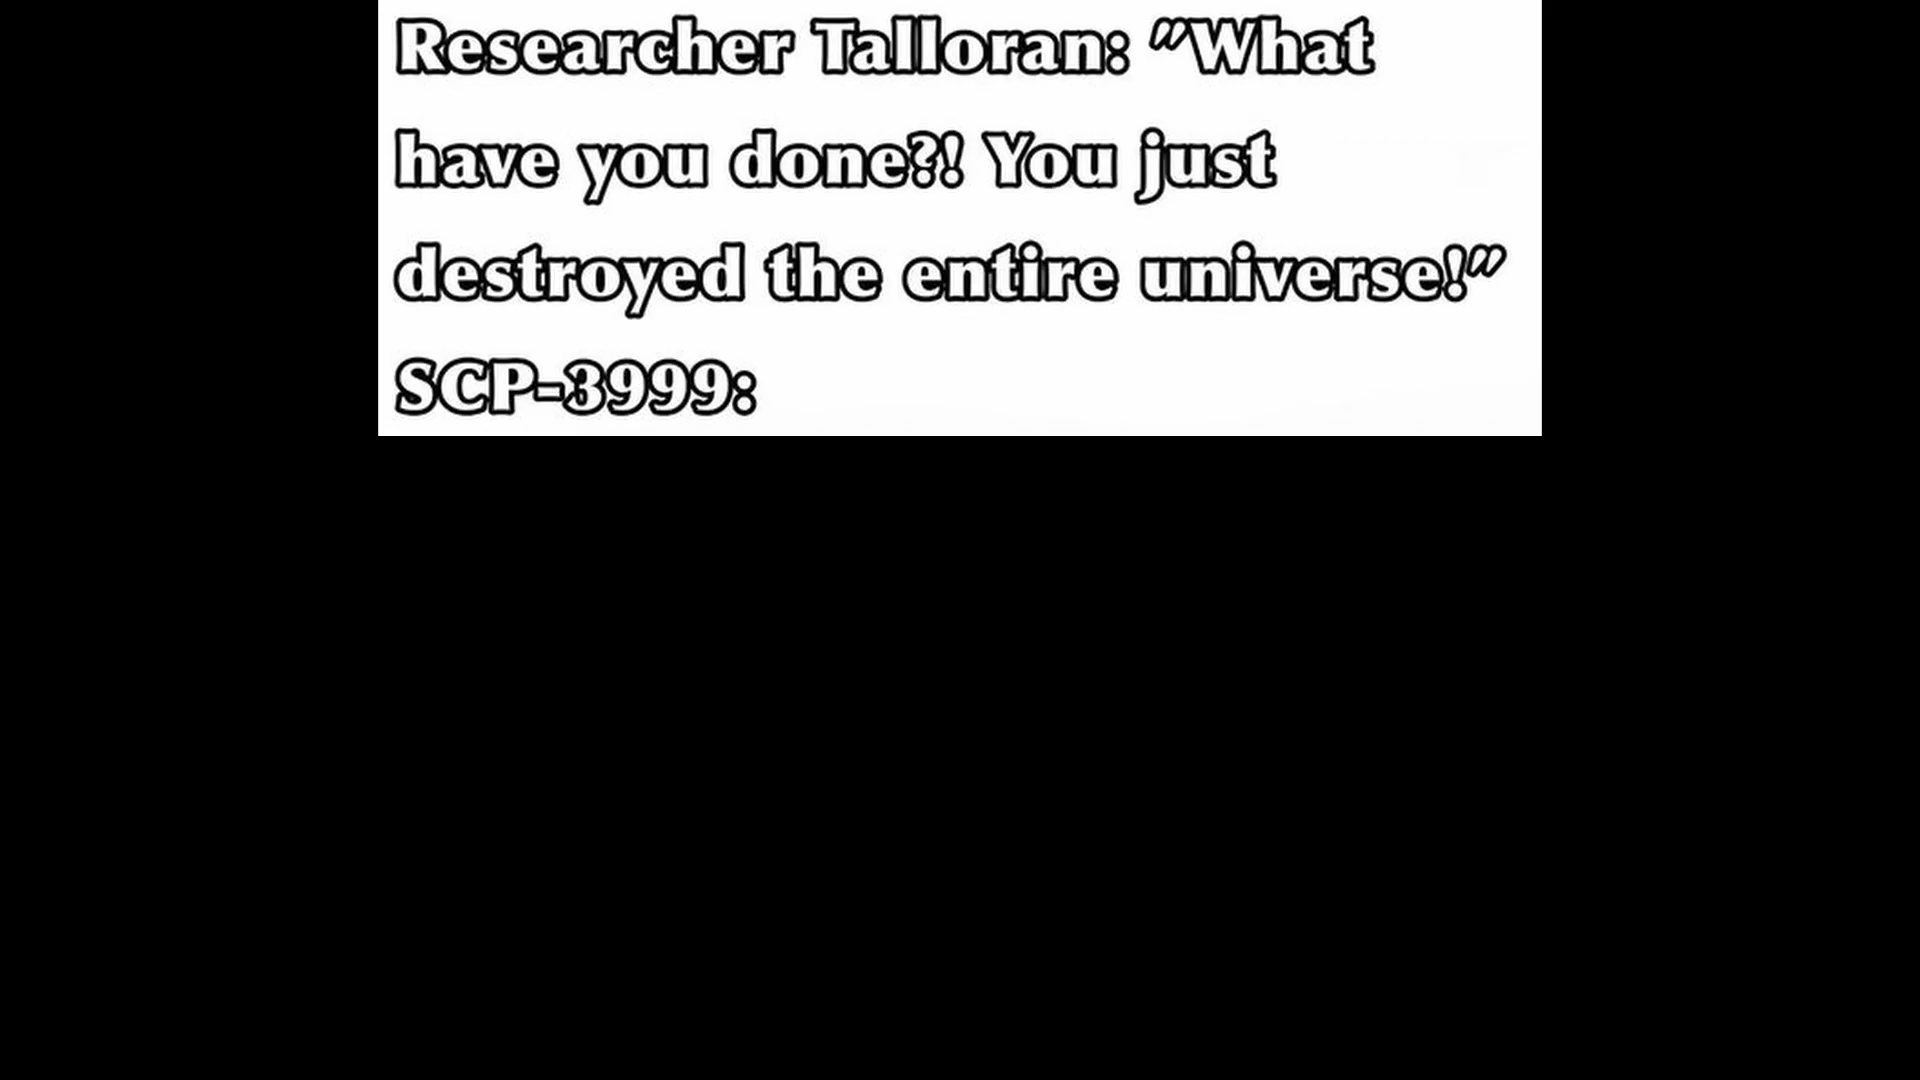 Researcher Talloran: "What
have you done?! You just
destroyed the entire universe!"
SCP-3999: